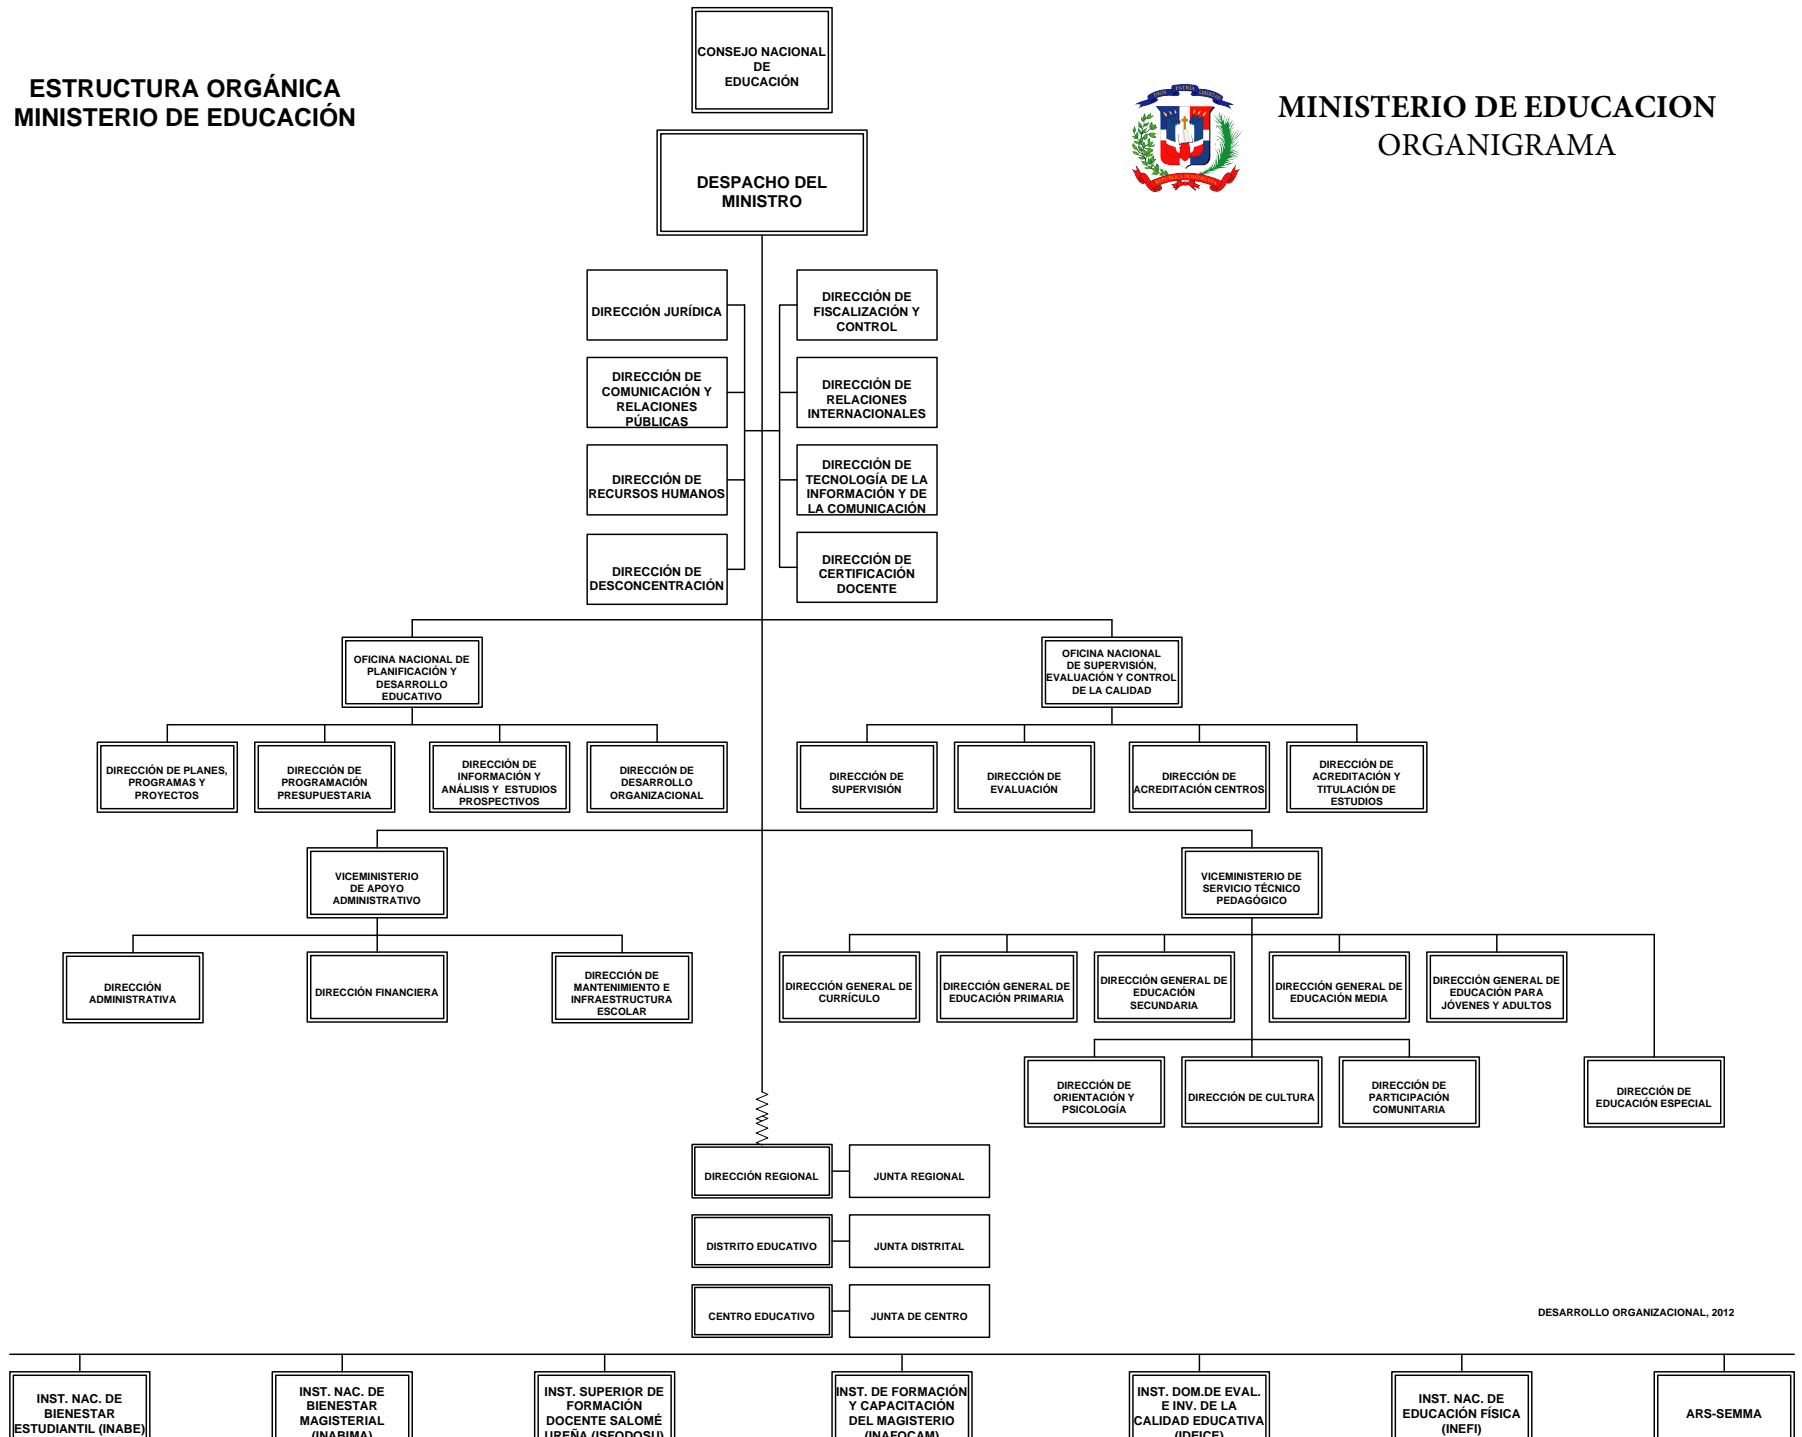 CONSEJO NACIONAL
DE
EDUCACIÓN
ESTRUCTURA ORGÁNICA
MINISTERIO DE EDUCACIÓN
MINISTERIO DE EDUCACION
ORGANIGRAMA
DESPACHO DEL
MINISTRO
DIRECCIÓN JURÍDICA
DIRECCIÓN DE
FISCALIZACIÓN Y
CONTROL
DIRECCIÓN DE
COMUNICACIÓN Y
RELACIONES
PÚBLICAS
DIRECCIÓN DE
RELACIONES
INTERNACIONALES
DIRECCIÓN DE
RECURSOS HUMANOS
DIRECCIÓN DE
TECNOLOGÍA DE LA
INFORMACIÓN Y DE
LA COMUNICACIÓN
DIRECCIÓN DE
DESCONCENTRACIÓN
DIRECCIÓN DE
CERTIFICACIÓN
DOCENTE
OFICINA NACIONAL DE
PLANIFICACIÓN Y
DESARROLLO
EDUCATIVO
OFICINA NACIONAL
DE SUPERVISIÓN,
EVALUACIÓN Y CONTROL
DE LA CALIDAD
DIRECCIÓN DE PLANES,
PROGRAMAS Y
PROYECTOS
DIRECCIÓN DE
PROGRAMACIÓN
PRESUPUESTARIA
DIRECCIÓN DE
INFORMACIÓN Y
ANÁLISIS Y ESTUDIOS
PROSPECTIVOS
DIRECCIÓN DE
DESARROLLO
ORGANIZACIONAL
DIRECCIÓN DE
SUPERVISIÓN
DIRECCIÓN DE
EVALUACIÓN
DIRECCIÓN DE
ACREDITACIÓN CENTROS
DIRECCIÓN DE
ACREDITACIÓN Y
TITULACIÓN DE
ESTUDIOS
VICEMINISTERIO
DE APOYO
ADMINISTRATIVO
VICEMINISTERIO DE
SERVICIO TÉCNICO
PEDAGÓGICO
DIRECCIÓN
ADMINISTRATIVA
DIRECCIÓN FINANCIERA
DIRECCIÓN DE
MANTENIMIENTO E
INFRAESTRUCTURA
ESCOLAR
DIRECCIÓN GENERAL DE
CURRÍCULO
DIRECCIÓN GENERAL DE
EDUCACIÓN PRIMARIA
DIRECCIÓN GENERAL DE
EDUCACIÓN
SECUNDARIA
DIRECCIÓN GENERAL DE
EDUCACIÓN MEDIA
DIRECCIÓN GENERAL DE
EDUCACIÓN PARA
JÓVENES Y ADULTOS
DIRECCIÓN DE
ORIENTACIÓN Y
PSICOLOGÍA
DIRECCIÓN DE CULTURA
DIRECCIÓN DE
PARTICIPACIÓN
COMUNITARIA
DIRECCIÓN DE
EDUCACIÓN ESPECIAL
DIRECCIÓN REGIONAL
JUNTA REGIONAL
DISTRITO EDUCATIVO
JUNTA DISTRITAL
CENTRO EDUCATIVO
JUNTA DE CENTRO
DESARROLLO ORGANIZACIONAL, 2012
INST. NAC. DE
BIENESTAR
ESTUDIANTIL (INABE)
INST. NAC. DE
BIENESTAR
MAGISTERIAL
(INABIMA)
INST. SUPERIOR DE
FORMACIÓN
DOCENTE SALOMÉ
UREÑA (ISFODOSU)
INST. DE FORMACIÓN
Y CAPACITACIÓN
DEL MAGISTERIO
(INAFOCAM)
INST. DOM.DE EVAL.
E INV. DE LA
CALIDAD EDUCATIVA
(IDEICE)
INST. NAC. DE
EDUCACIÓN FÍSICA
(INEFI)
ARS-SEMMA